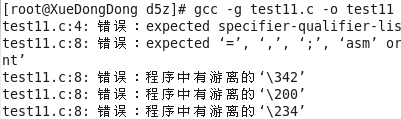 [root@XueDongDong d5z]# gcc -g test11.c -o test11
test11.c:4: 错误：expected specifier-qualifier-lis
test11.c:8: 错误：expected ‘=’, ‘,’, ‘;’, ‘asm’ or
nt’
test11.c:8: 错误：程序中有游离的‘\342’
test11.c:8: 错误：程序中有游离的‘\200’
test11.c:8: 错误：程序中有游离的‘\234’